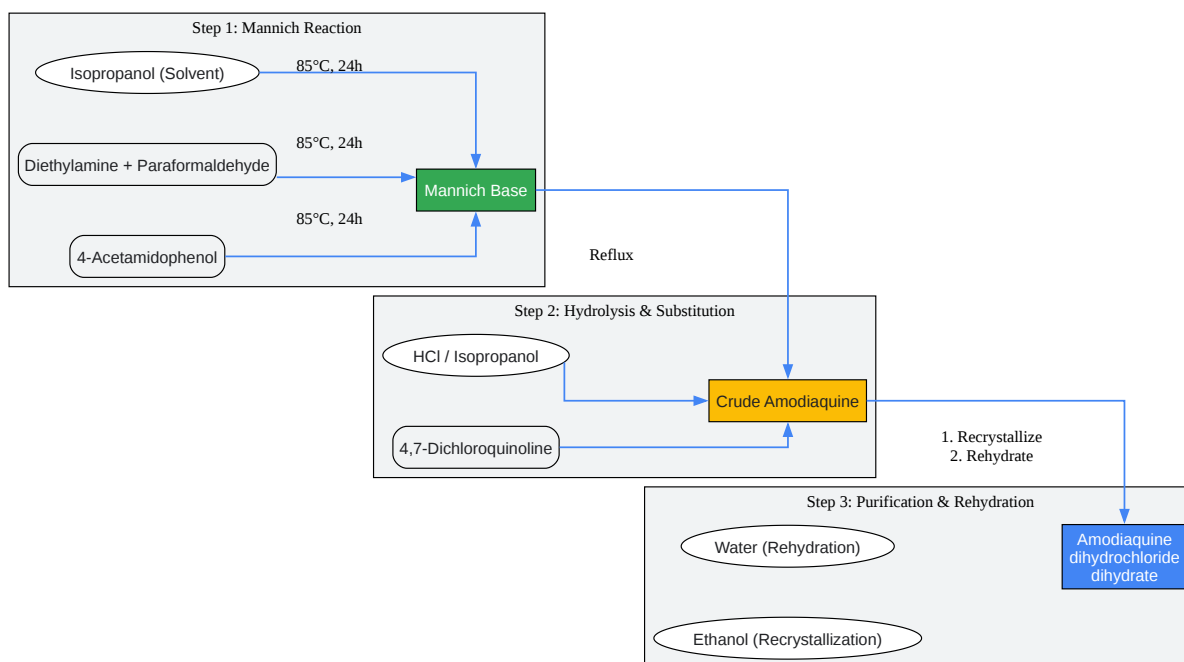 Step 1: Mannich Reaction
Isopropanol (Solvent)
85°C, 24h
85°C, 24h
Diethylamine + Paraformaldehyde
Mannich Base
85°C, 24h
4-Acetamidophenol
Reflux
Step 2: Hydrolysis & Substitution
HCl / Isopropanol
Crude Amodiaquine
4,7-Dichloroquinoline
1. Recrystallize
2. Rehydrate
Step 3: Purification & Rehydration
Water (Rehydration)
Amodiaquine
dihydrochloride
dihydrate
Ethanol (Recrystallization)